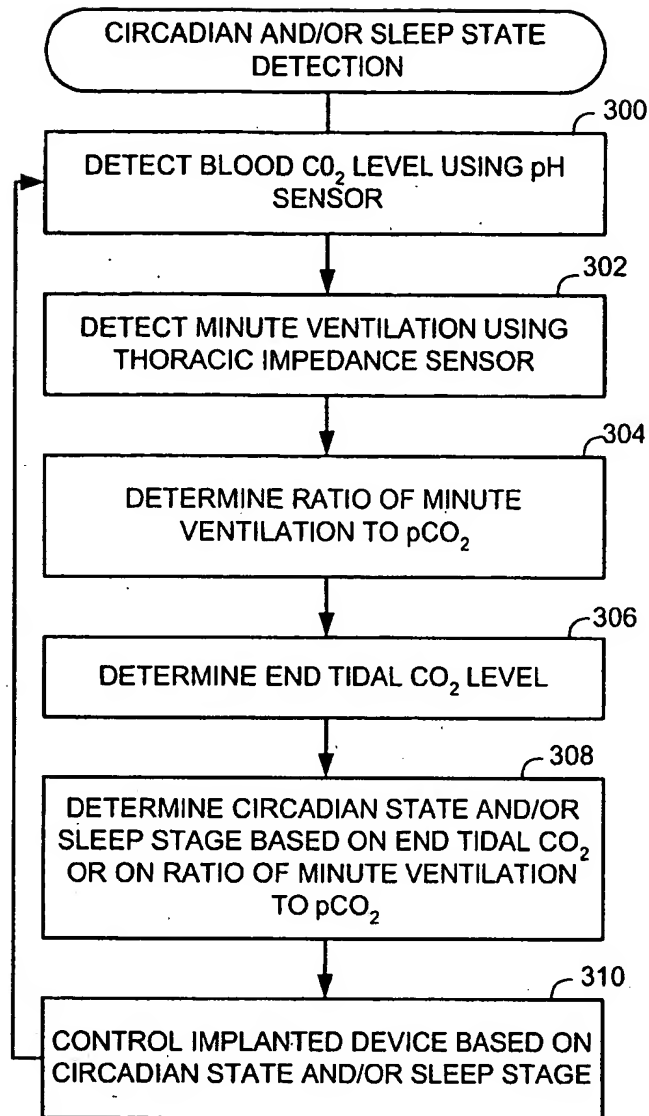 CIRCADIAN AND/OR SLEEP STATE
DETECTION
300
DETECT BLOOD C0₂ LEVEL USING pH
SENSOR
302
DETECT MINUTE VENTILATION USING
THORACIC IMPEDANCE SENSOR
304
DETERMINE RATIO OF MINUTE
VENTILATION TO pCO₂
306
DETERMINE END TIDAL CO₂ LEVEL
308
DETERMINE CIRCADIAN STATE AND/OR
SLEEP STAGE BASED ON END TIDAL CO₂
OR ON RATIO OF MINUTE VENTILATION
TO pCO₂
310
CONTROL IMPLANTED DEVICE BASED ON
CIRCADIAN STATE AND/OR SLEEP STAGE